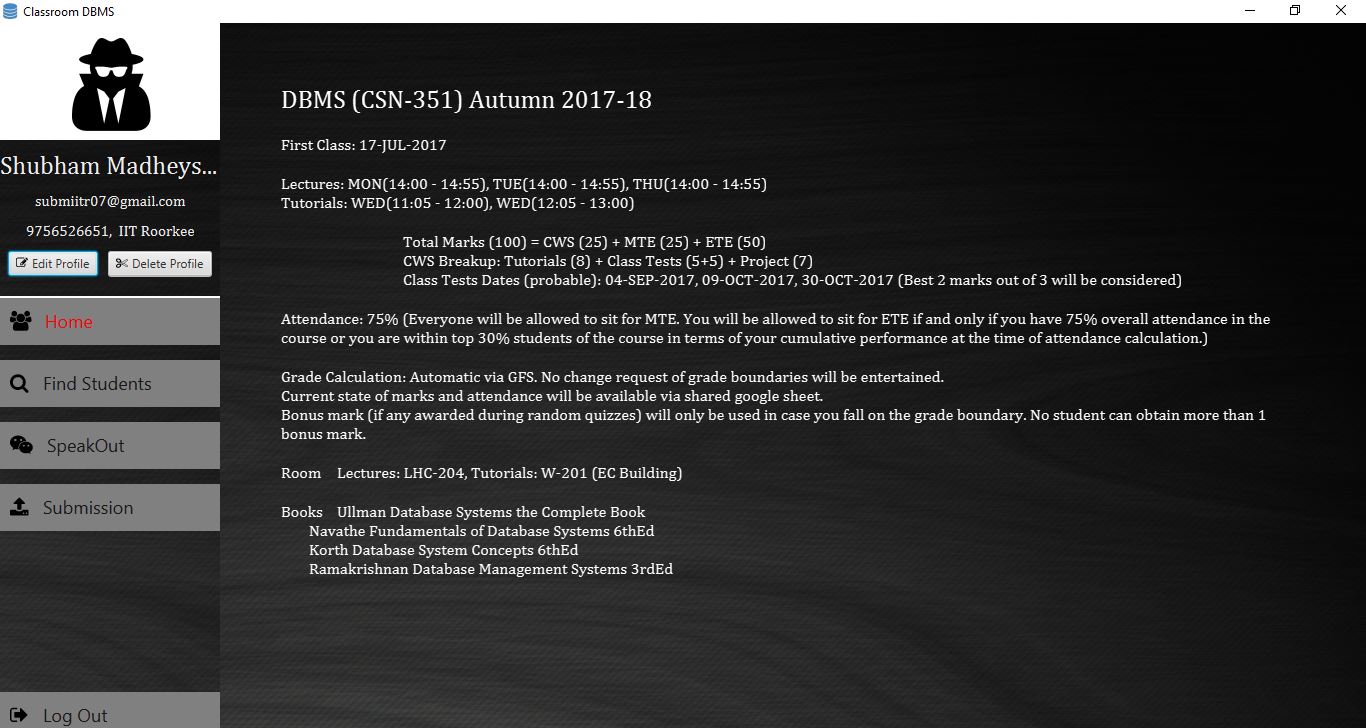 Classroom DBMS
Shubham Madheys...
submiitr07@gmail.com
9756526651, IIT Roorkee
Edit Profile
Delete Profile
Home
Find Students
SpeakOut
Submission
Log Out
DBMS (CSN-351) Autumn 2017-18
First Class: 17-JUL-2017
Lectures: MON(14:00 - 14:55), TUE(14:00 - 14:55), THU(14:00 - 14:55)
Tutorials: WED(11:05 - 12:00), WED(12:05 - 13:00)
Total Marks (100) = CWS (25) + MTE (25) + ETE (50)
CWS Breakup: Tutorials (8) + Class Tests (5+5) + Project (7)
Class Tests Dates (probable): 04-SEP-2017, 09-OCT-2017, 30-OCT-2017 (Best 2 marks out of 3 will be considered)
Attendance: 75% (Everyone will be allowed to sit for MTE. You will be allowed to sit for ETE if and only if you have 75% overall attendance in the
course or you are within top 30% students of the course in terms of your cumulative performance at the time of attendance calculation.)
Grade Calculation: Automatic via GFS. No change request of grade boundaries will be entertained.
Current state of marks and attendance will be available via shared google sheet.
Bonus mark (if any awarded during random quizzes) will only be used in case you fall on the grade boundary. No student can obtain more than 1
bonus mark.
Room Lectures: LHC-204, Tutorials: W-201 (EC Building)
Books Ullman Database Systems the Complete Book
Navathe Fundamentals of Database Systems 6thEd
Korth Database System Concepts 6thEd
Ramakrishnan Database Management Systems 3rdEd